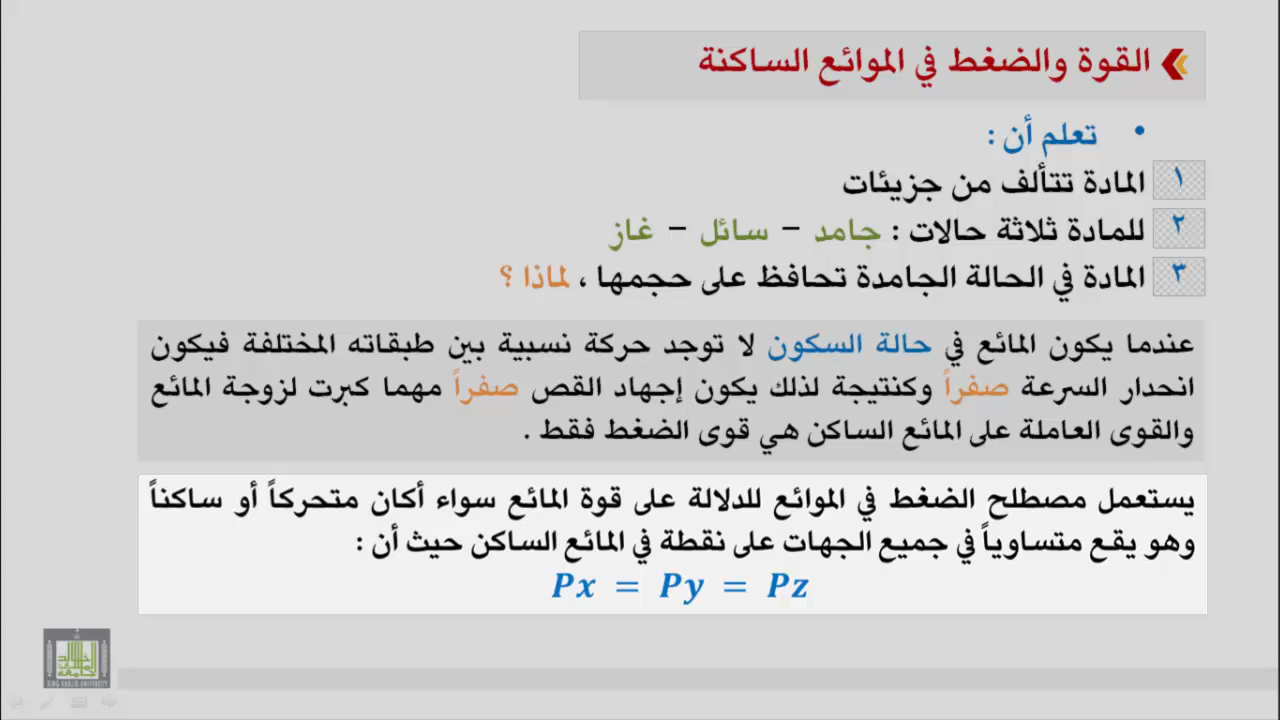 القوة والضغط في الموائع الساكنة
• تعلم أن :
١ المادة تتألف من جزيئات
٢ للمادة ثلاثة حالات : جامد – سائل – غاز
٣ المادة في الحالة الجامدة تحافظ على حجمها ، لماذا ؟
عندما يكون المائع في حالة السكون لا توجد حركة نسبية بين طبقاته المختلفة فيكون
انحدار السرعة صفراً وكنتيجة لذلك يكون إجهاد القص صفراً مهما كبرت لزوجة المائع
والقوى العاملة على المائع الساكن هي قوى الضغط فقط .
يستعمل مصطلح الضغط في الموائع للدلالة على قوة المائع سواء أكان متحركاً أو ساكناً
وهو يقع متساوياً في جميع الجهات على نقطة في المائع الساكن حيث أن :
Px = Py = Pz
KING KHALID UNIVERSITY